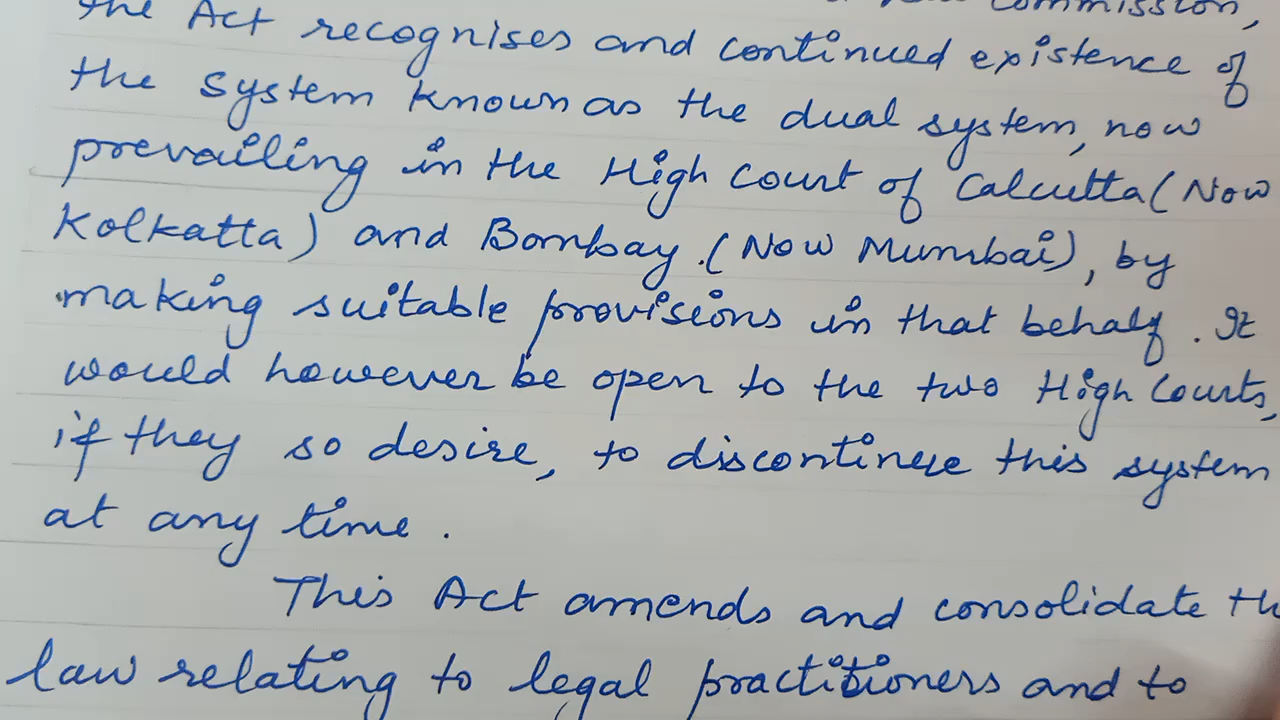 commission,
the Act recognises and continued existence of
the system known as the dual system, now
prevailing in the High Court of Calcutta (Now
Kolkatta) and Bombay. (Now Mumbai), by
making suitable provisions in that behalf. It
would however be open to the two High Courts,
if they so desire, to discontinue this system
at any time.
This Act amends and consolidate th
law relating to legal practitioners and to